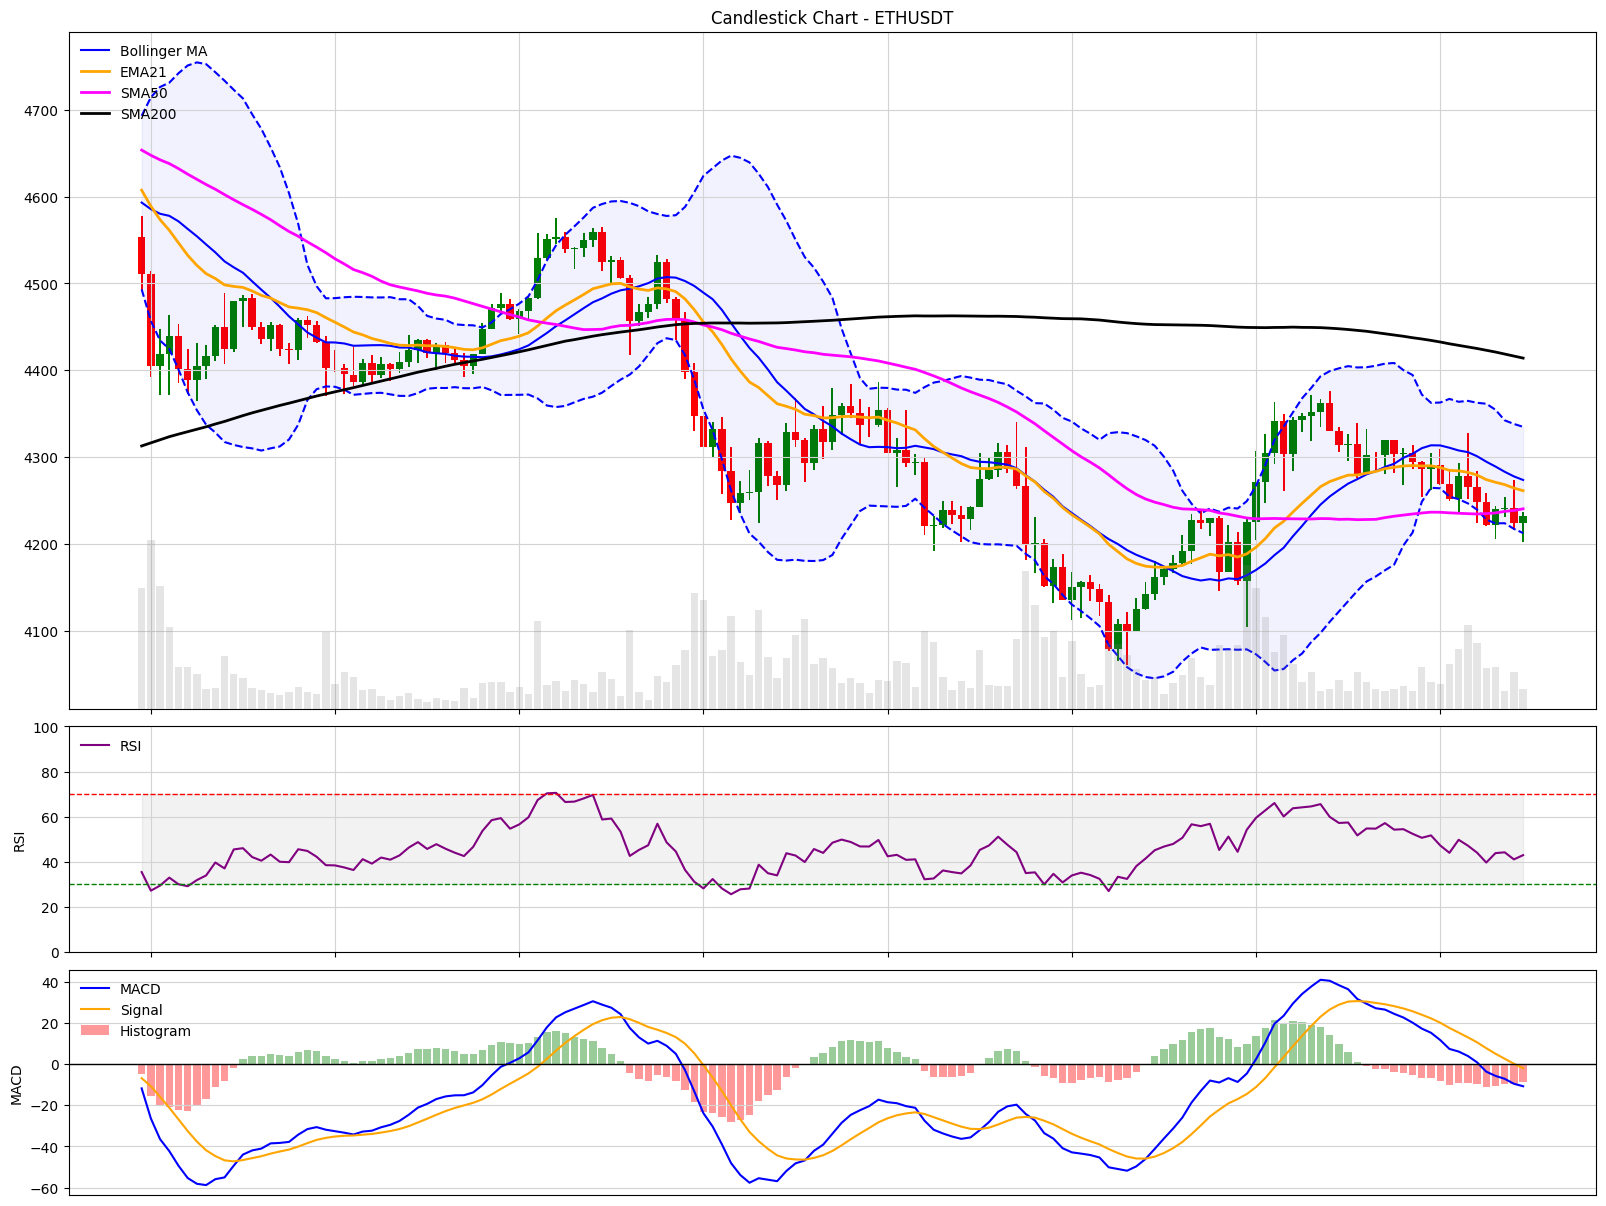 Candlestick Chart - ETHUSDT
Bollinger MA
EMA21
SMA50
SMA200
4700
4600
4500
4400
4300
4200
4100
RSI
100
80
60
40
20
0
RSI
MACD
Signal
Histogram
40
20
0
−20
−40
−60
MACD